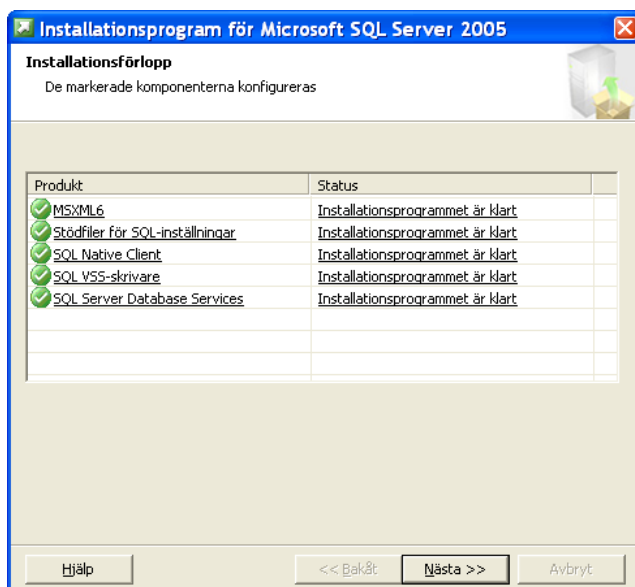 Installationsprogram för Microsoft SQL Server 2005
Installationsförlopp
De markerade komponenterna konfigureras
Produkt Status
MSXML6 Installationsprogrammet är klart
Stödfiler för SQL-inställningar Installationsprogrammet är klart
SQL Native Client Installationsprogrammet är klart
SQL VSS-skrivare Installationsprogrammet är klart
SQL Server Database Services Installationsprogrammet är klart
Hjälp << Bakåt Nästa >> Avbryt